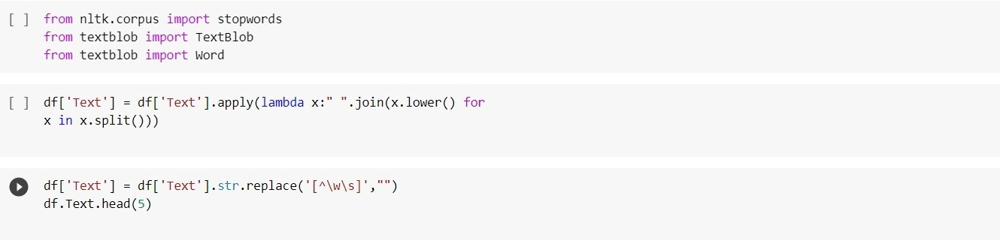 [ ] from nltk.corpus import stopwords
from textblob import TextBlob
from textblob import Word
[ ] df['Text'] = df['Text'].apply(lambda x:" ".join(x.lower() for
x in x.split()))
df['Text'] = df['Text'].str.replace('[^\w\s]',"")
df.Text.head(5)